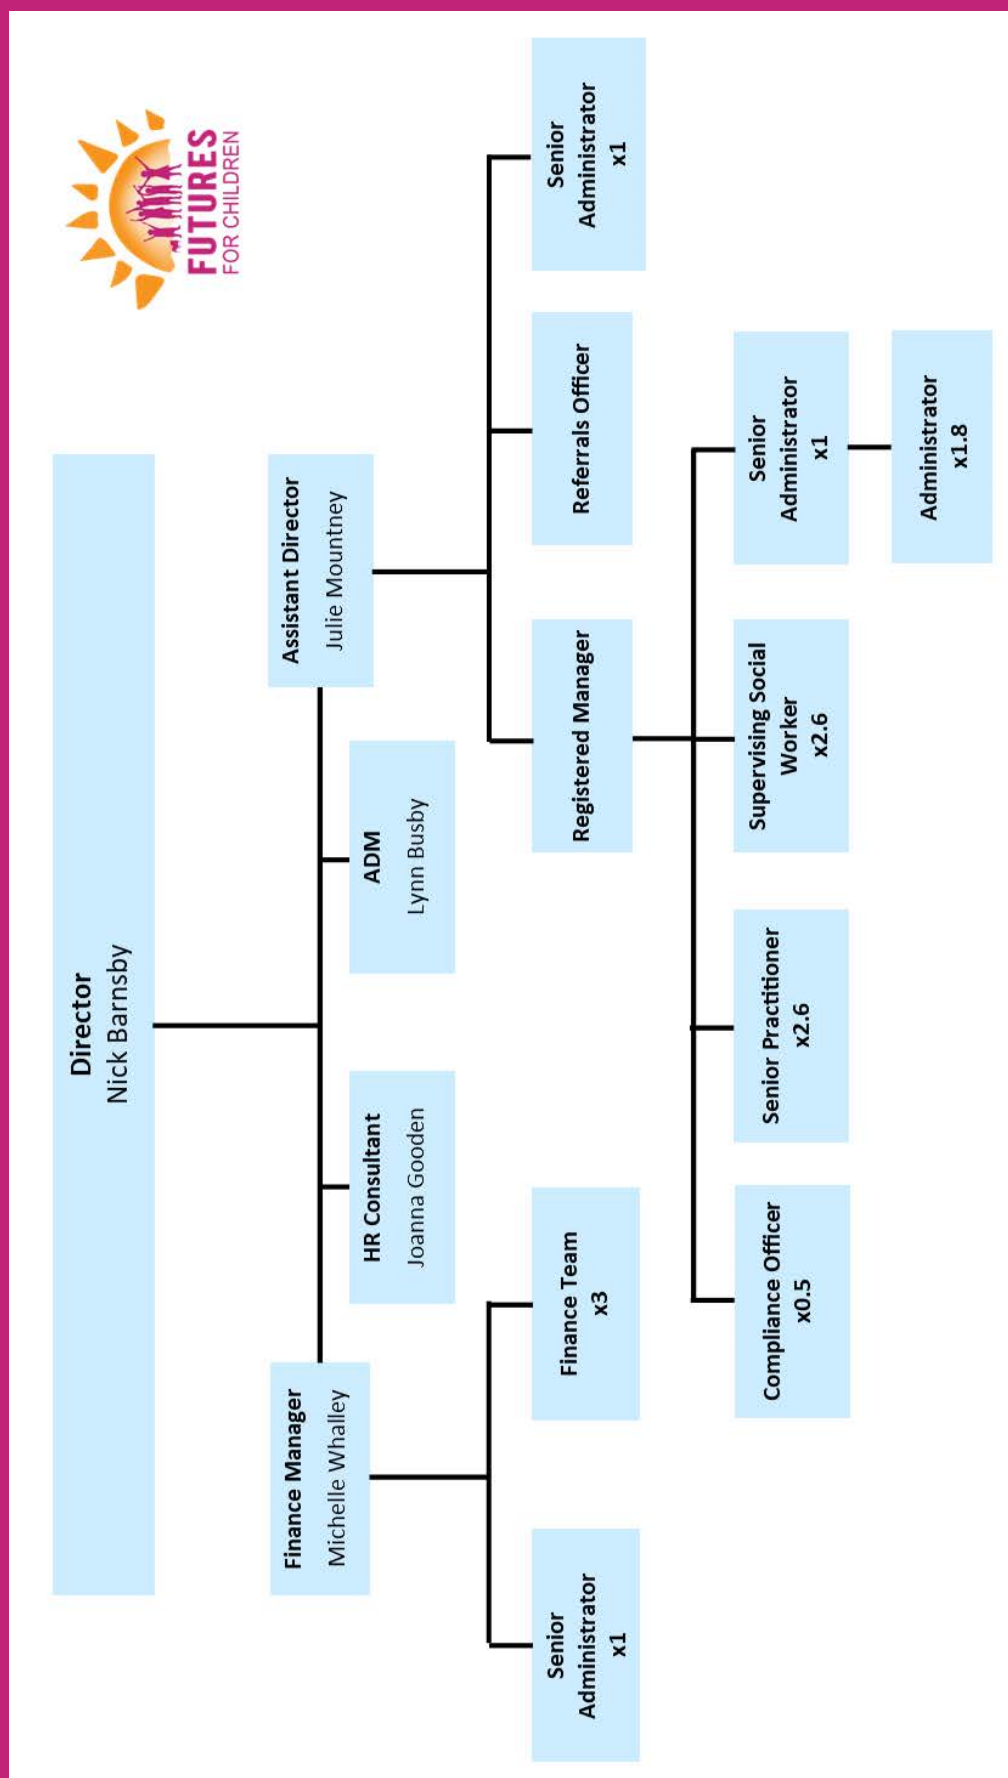 FUTURES
FOR CHILDREN
Director
Nick Barnsby
Finance Manager
Michelle Whalley
HR Consultant
Joanna Gooden
ADM
Lynn Busby
Assistant Director
Julie Mountney
Senior
Administrator
x1
Finance Team
x3
Registered Manager
Referrals Officer
Senior
Administrator
x1
Compliance Officer
x0.5
Senior Practitioner
x2.6
Supervising Social
Worker
x2.6
Senior
Administrator
x1
Administrator
x1.8